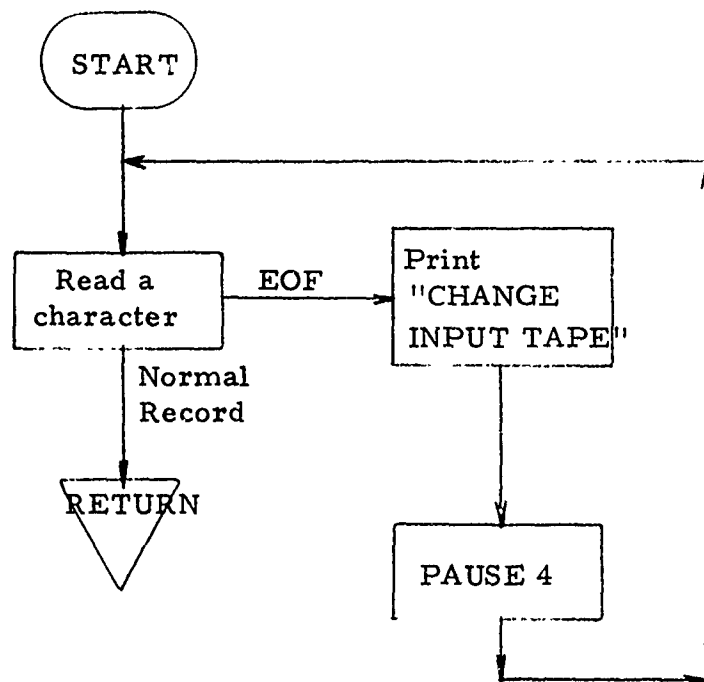 START
Read a
character
EOF
Print
"CHANGE
INPUT TAPE"
Normal
Record
RETURN
PAUSE 4